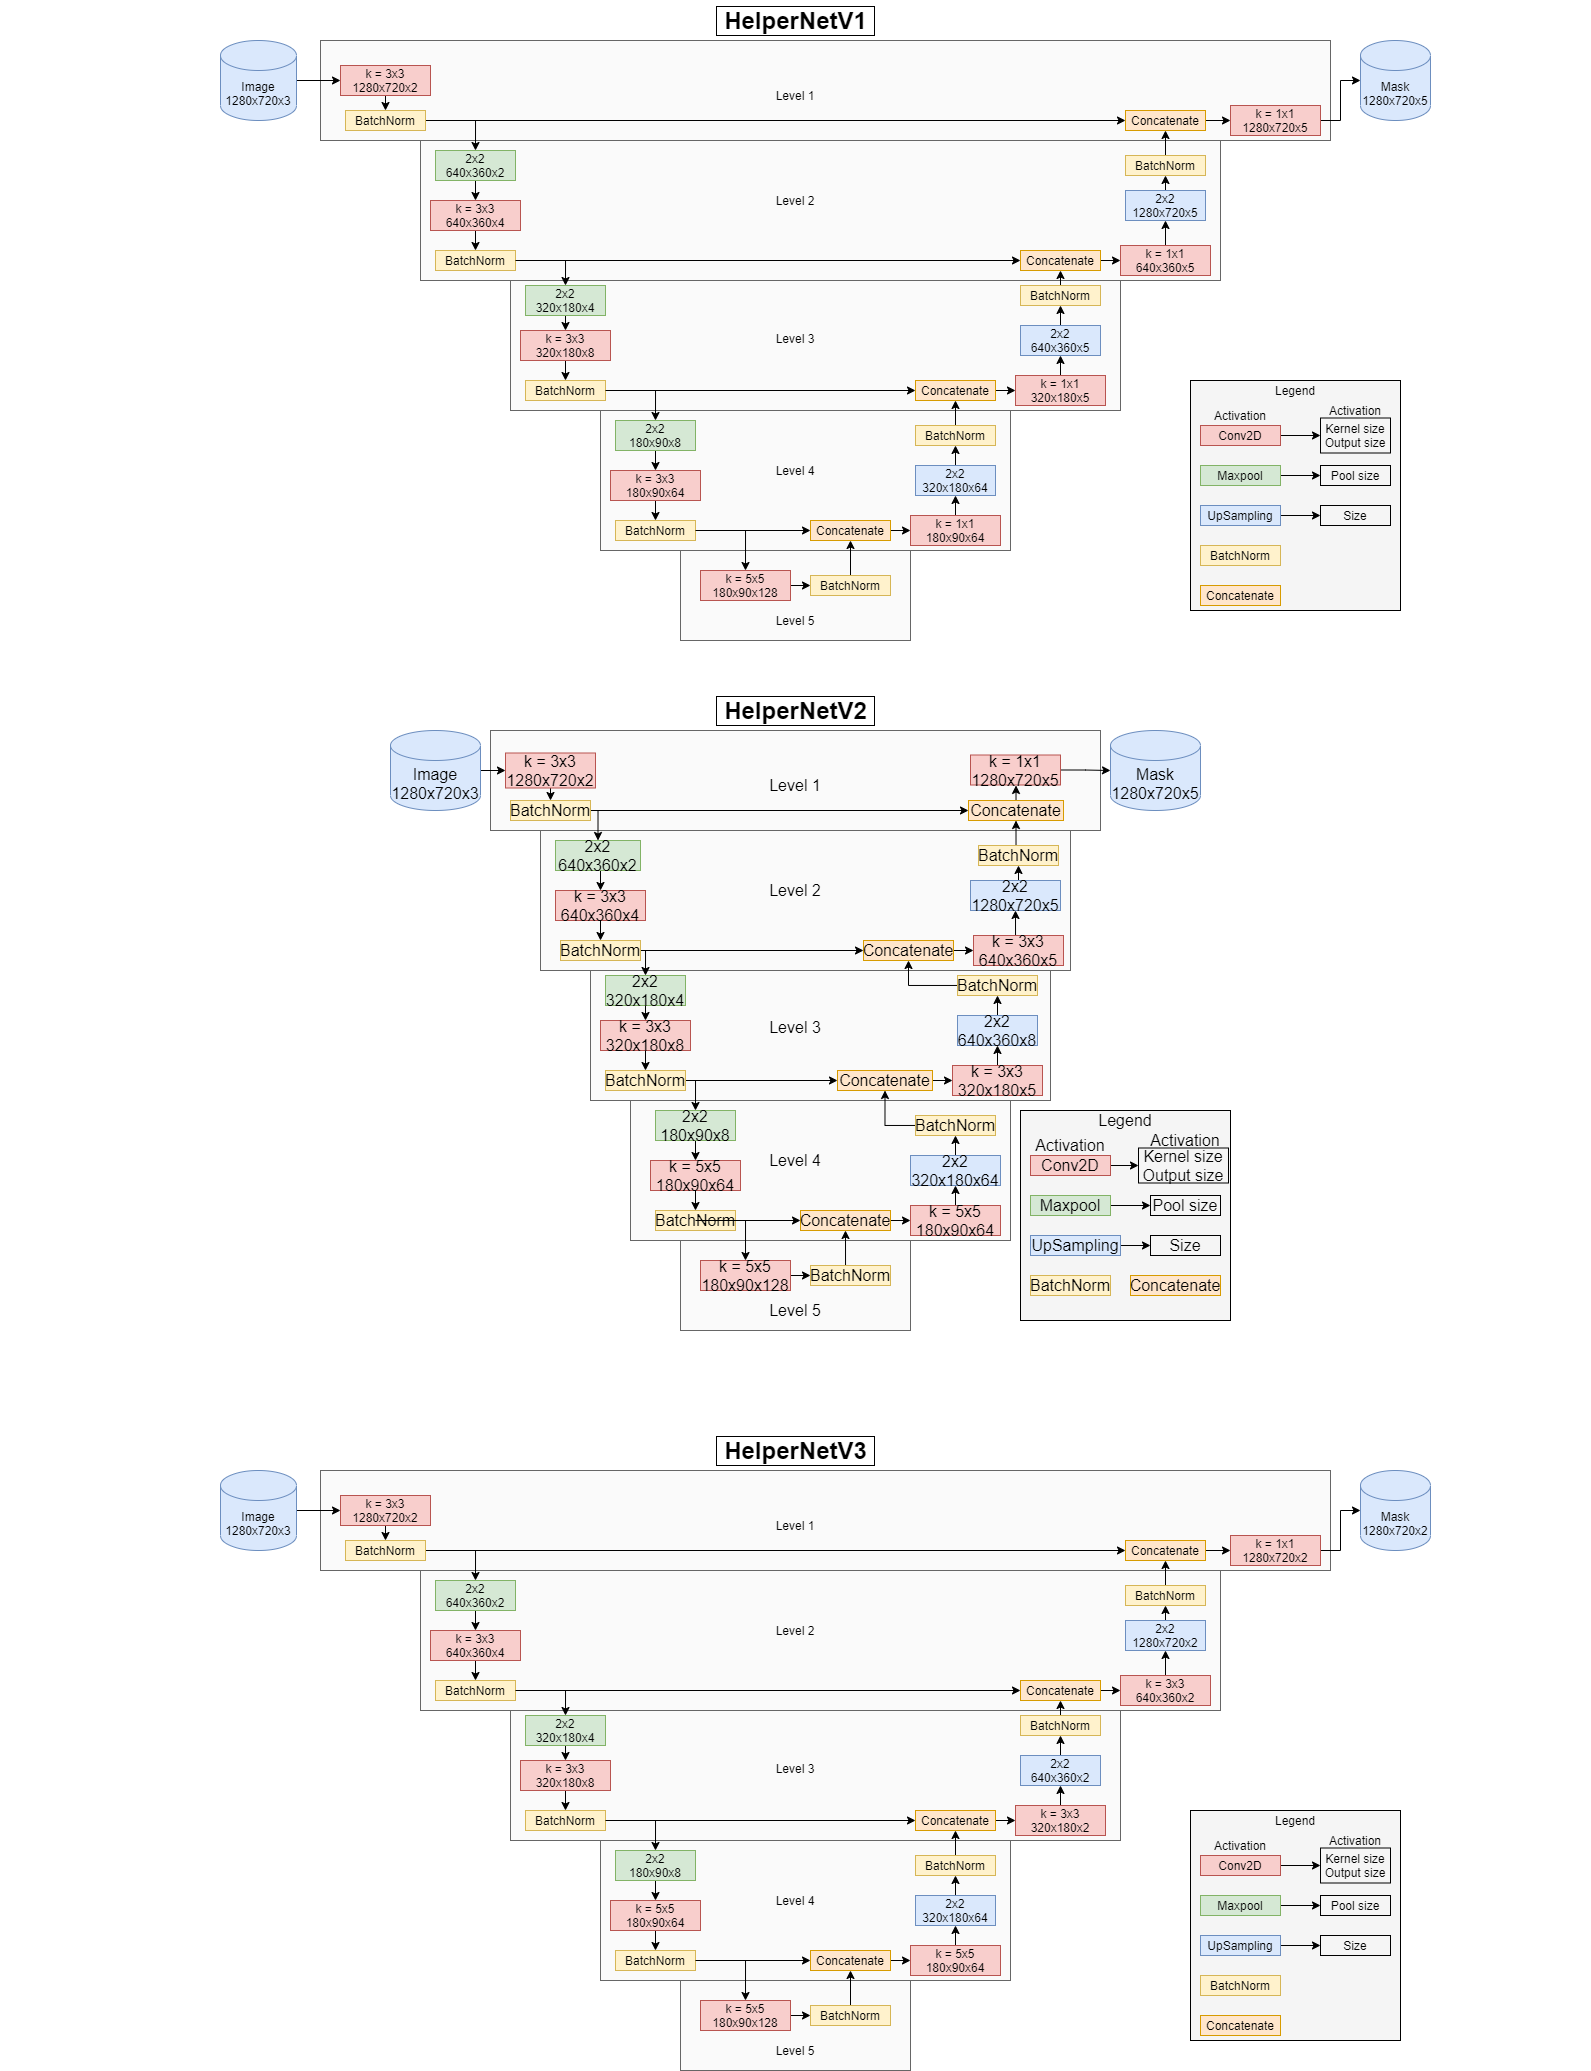 HelperNetV1
Image
1280x720x3
k = 3x3
1280x720x2
BatchNorm
Level 1
Concatenate
k = 1x1
1280x720x5
Mask
1280x720x5
2x2
640x360x2
k = 3x3
640x360x4
BatchNorm
Level 2
BatchNorm
2x2
1280x720x5
Concatenate
k = 1x1
640x360x5
2x2
320x180x4
k = 3x3
320x180x8
BatchNorm
Level 3
BatchNorm
2x2
640x360x5
Concatenate
k = 1x1
320x180x5
2x2
180x90x8
k = 3x3
180x90x64
BatchNorm
Level 4
BatchNorm
2x2
320x180x64
Concatenate
k = 1x1
180x90x64
k = 5x5
180x90x128
BatchNorm
Level 5
Legend
Activation
Conv2D
Activation
Kernel size
Output size
Maxpool
Pool size
UpSampling
Size
BatchNorm
Concatenate
HelperNetV2
Image
1280x720x3
k = 3x3
1280x720x2
BatchNorm
Level 1
k = 1x1
1280x720x5
Concatenate
Mask
1280x720x5
2x2
640x360x2
k = 3x3
640x360x4
BatchNorm
Level 2
BatchNorm
2x2
1280x720x5
Concatenate
k = 3x3
640x360x5
2x2
320x180x4
k = 3x3
320x180x8
BatchNorm
Level 3
BatchNorm
2x2
640x360x8
Concatenate
k = 3x3
320x180x5
2x2
180x90x8
k = 5x5
180x90x64
BatchNorm
Level 4
BatchNorm
2x2
320x180x64
Concatenate
k = 5x5
180x90x64
k = 5x5
180x90x128
BatchNorm
Level 5
Legend
Activation
Conv2D
Activation
Kernel size
Output size
Maxpool
Pool size
UpSampling
Size
BatchNorm
Concatenate
HelperNetV3
Image
1280x720x3
k = 3x3
1280x720x2
BatchNorm
Level 1
Concatenate
k = 1x1
1280x720x2
Mask
1280x720x2
2x2
640x360x2
k = 3x3
640x360x4
BatchNorm
Level 2
BatchNorm
2x2
1280x720x2
Concatenate
k = 3x3
640x360x2
2x2
320x180x4
k = 3x3
320x180x8
BatchNorm
Level 3
BatchNorm
2x2
640x360x2
Concatenate
k = 3x3
320x180x2
2x2
180x90x8
k = 5x5
180x90x64
BatchNorm
Level 4
BatchNorm
2x2
320x180x64
Concatenate
k = 5x5
180x90x64
k = 5x5
180x90x128
BatchNorm
Level 5
Legend
Activation
Conv2D
Activation
Kernel size
Output size
Maxpool
Pool size
UpSampling
Size
BatchNorm
Concatenate